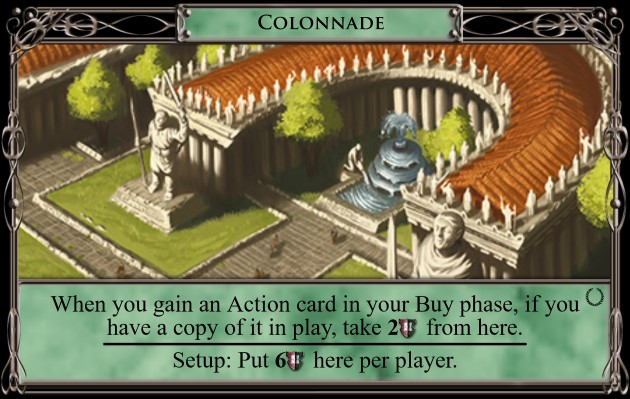 COLONNADE
When you gain an Action card in your Buy phase, if you
have a copy of it in play, take 2 from here.
Setup: Put 6 here per player.